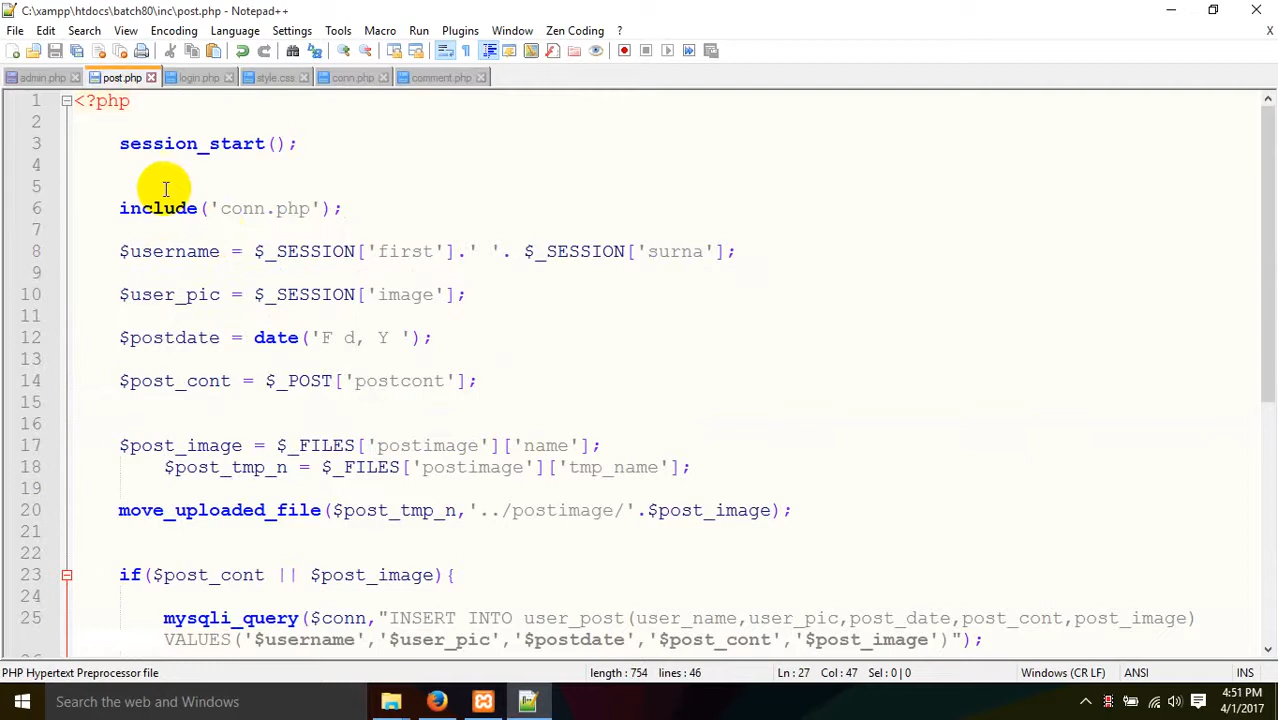 C:\xampp\htdocs\batch80\inc\post.php - Notepad++
File Edit Search View Encoding Language Settings Tools Macro Run Plugins Window Zen Coding ? X
admin.php post.php login.php style.css conn.php comment.php
1 <?php
2
3 session_start();
4
5
6 include('conn.php');
7
8 $username = $_SESSION['first'].' '. $_SESSION['surna'];
9
10 $user_pic = $_SESSION['image'];
11
12 $postdate = date('F d, Y ');
13
14 $post_cont = $_POST['postcont'];
15
16
17 $post_image = $_FILES['postimage']['name'];
18 $post_tmp_n = $_FILES['postimage']['tmp_name'];
19
20 move_uploaded_file($post_tmp_n,'../postimage/'.$post_image);
21
22
23 if($post_cont || $post_image){
24
25 mysqli_query($conn,"INSERT INTO user_post(user_name,user_pic,post_date,post_cont,post_image)
VALUES('$username','$user_pic','$postdate','$post_cont','$post_image')");
PHP Hypertext Preprocessor file length : 754 lines : 46 Ln : 27 Col : 47 Sel : 0 | 0 Windows (CR LF) ANSI INS
Search the web and Windows
4:51 PM
4/1/2017